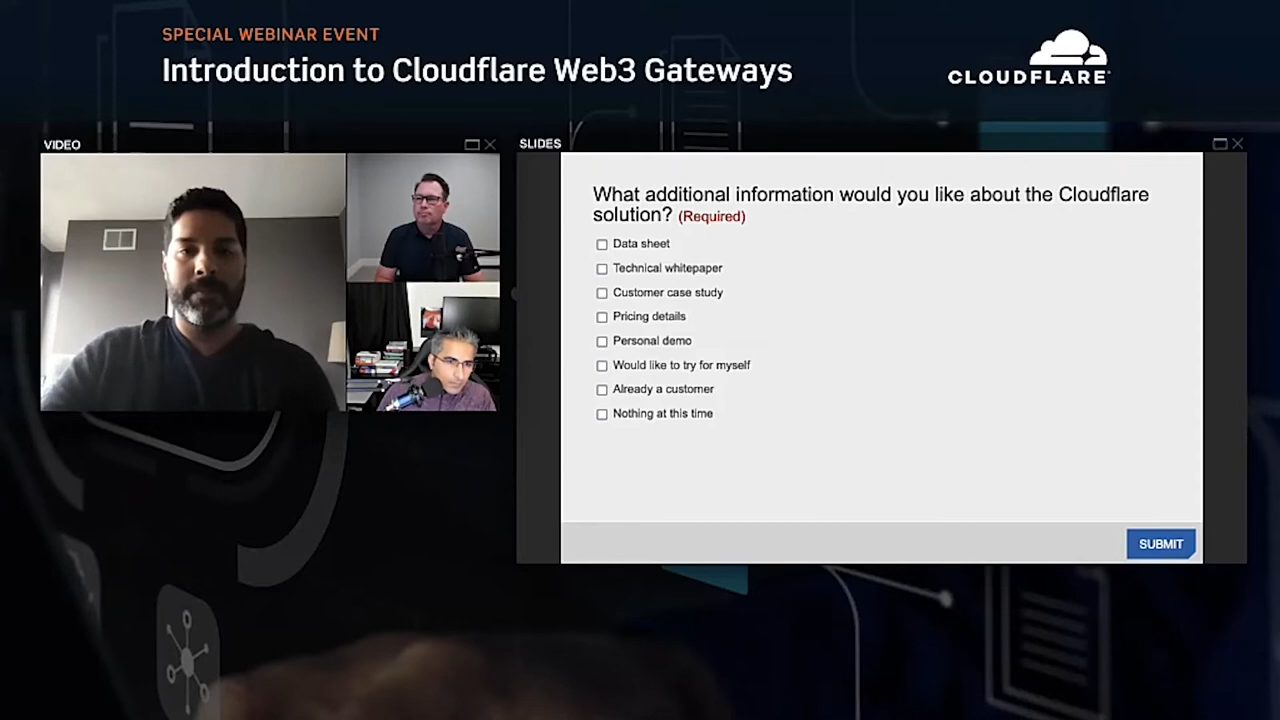 SPECIAL WEBINAR EVENT
Introduction to Cloudflare Web3 Gateways
CLOUDFLARE
VIDEO
SLIDES
What additional information would you like about the Cloudflare
solution? (Required)
Data sheet
Technical whitepaper
Customer case study
Pricing details
Personal demo
Would like to try for myself
Already a customer
Nothing at this time
SUBMIT